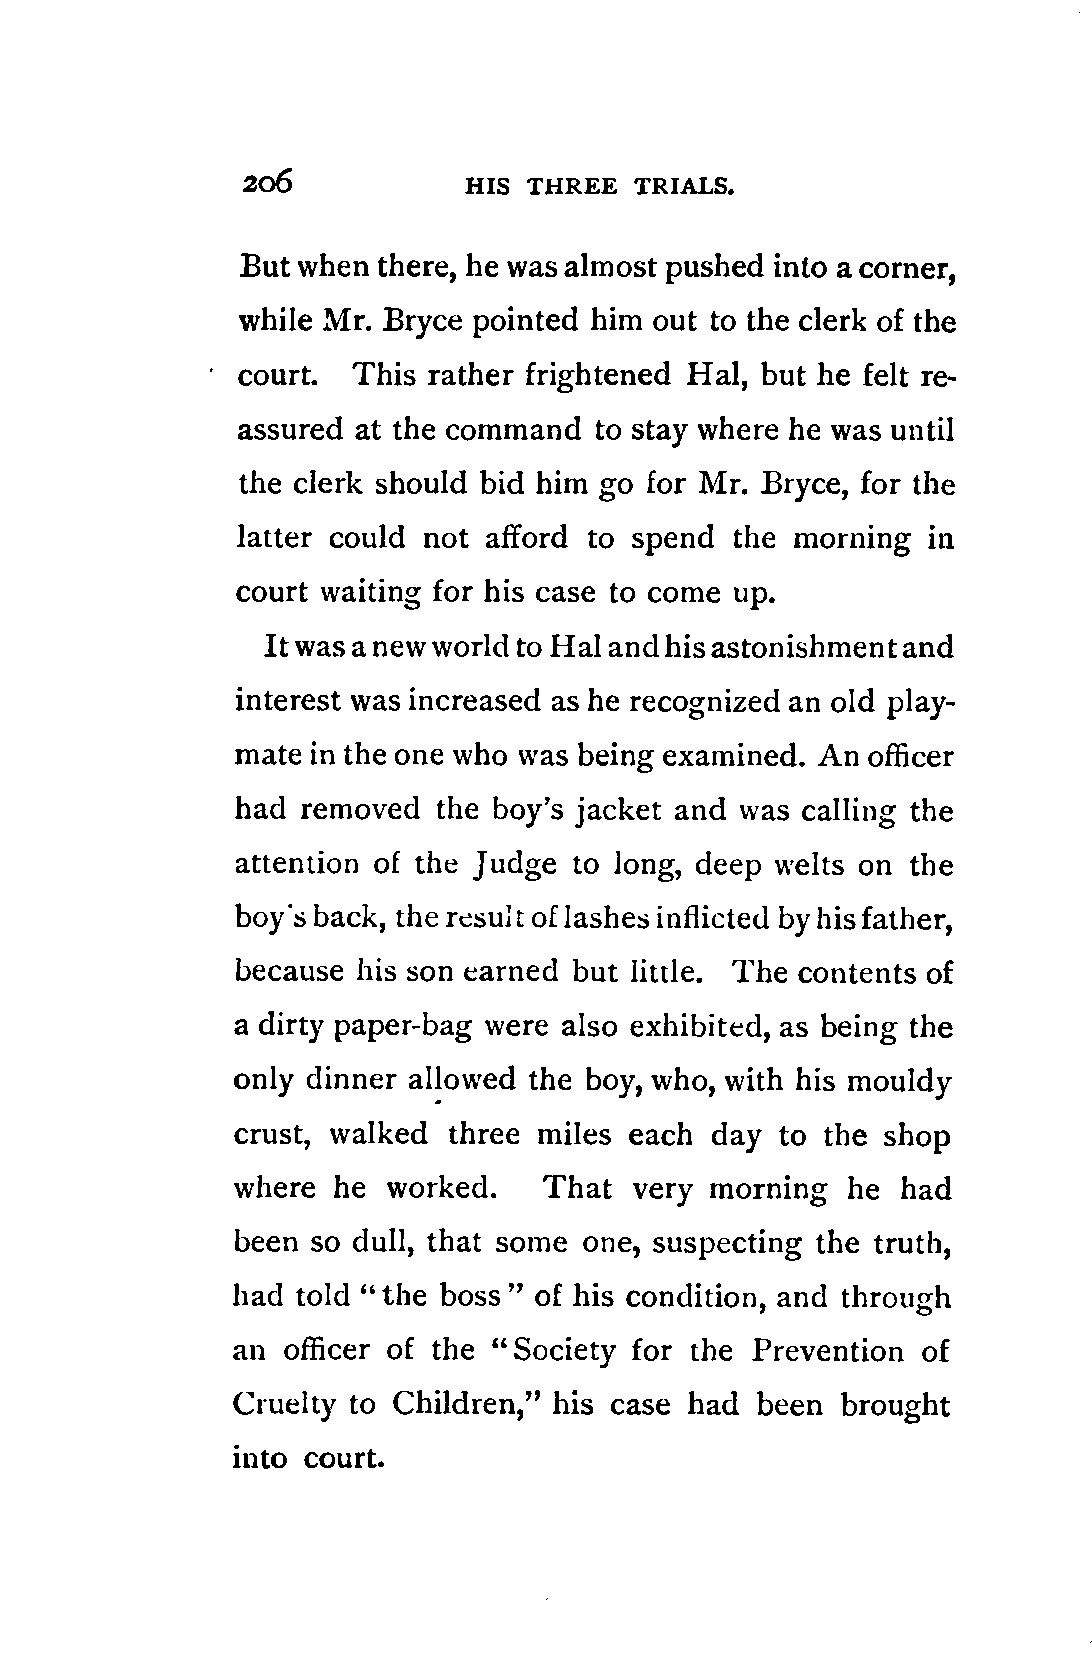 206 HIS THREE TRIALS.
But when there, he was almost pushed into a corner,
while Mr. Bryce pointed him out to the clerk of the
court. This rather frightened Hal, but he felt re-
assured at the command to stay where he was until
the clerk should bid him go for Mr. Bryce, for the
latter could not afford to spend the morning in
court waiting for his case to come up.
It was a new world to Hal and his astonishment and
interest was increased as he recognized an old play-
mate in the one who was being examined. An officer
had removed the boy's jacket and was calling the
attention of the Judge to long, deep welts on the
boy's back, the result of lashes inflicted by his father,
because his son earned but little. The contents of
a dirty paper-bag were also exhibited, as being the
only dinner allowed the boy, who, with his mouldy
crust, walked three miles each day to the shop
where he worked. That very morning he had
been so dull, that some one, suspecting the truth,
had told "the boss" of his condition, and through
an officer of the "Society for the Prevention of
Cruelty to Children," his case had been brought
into court.